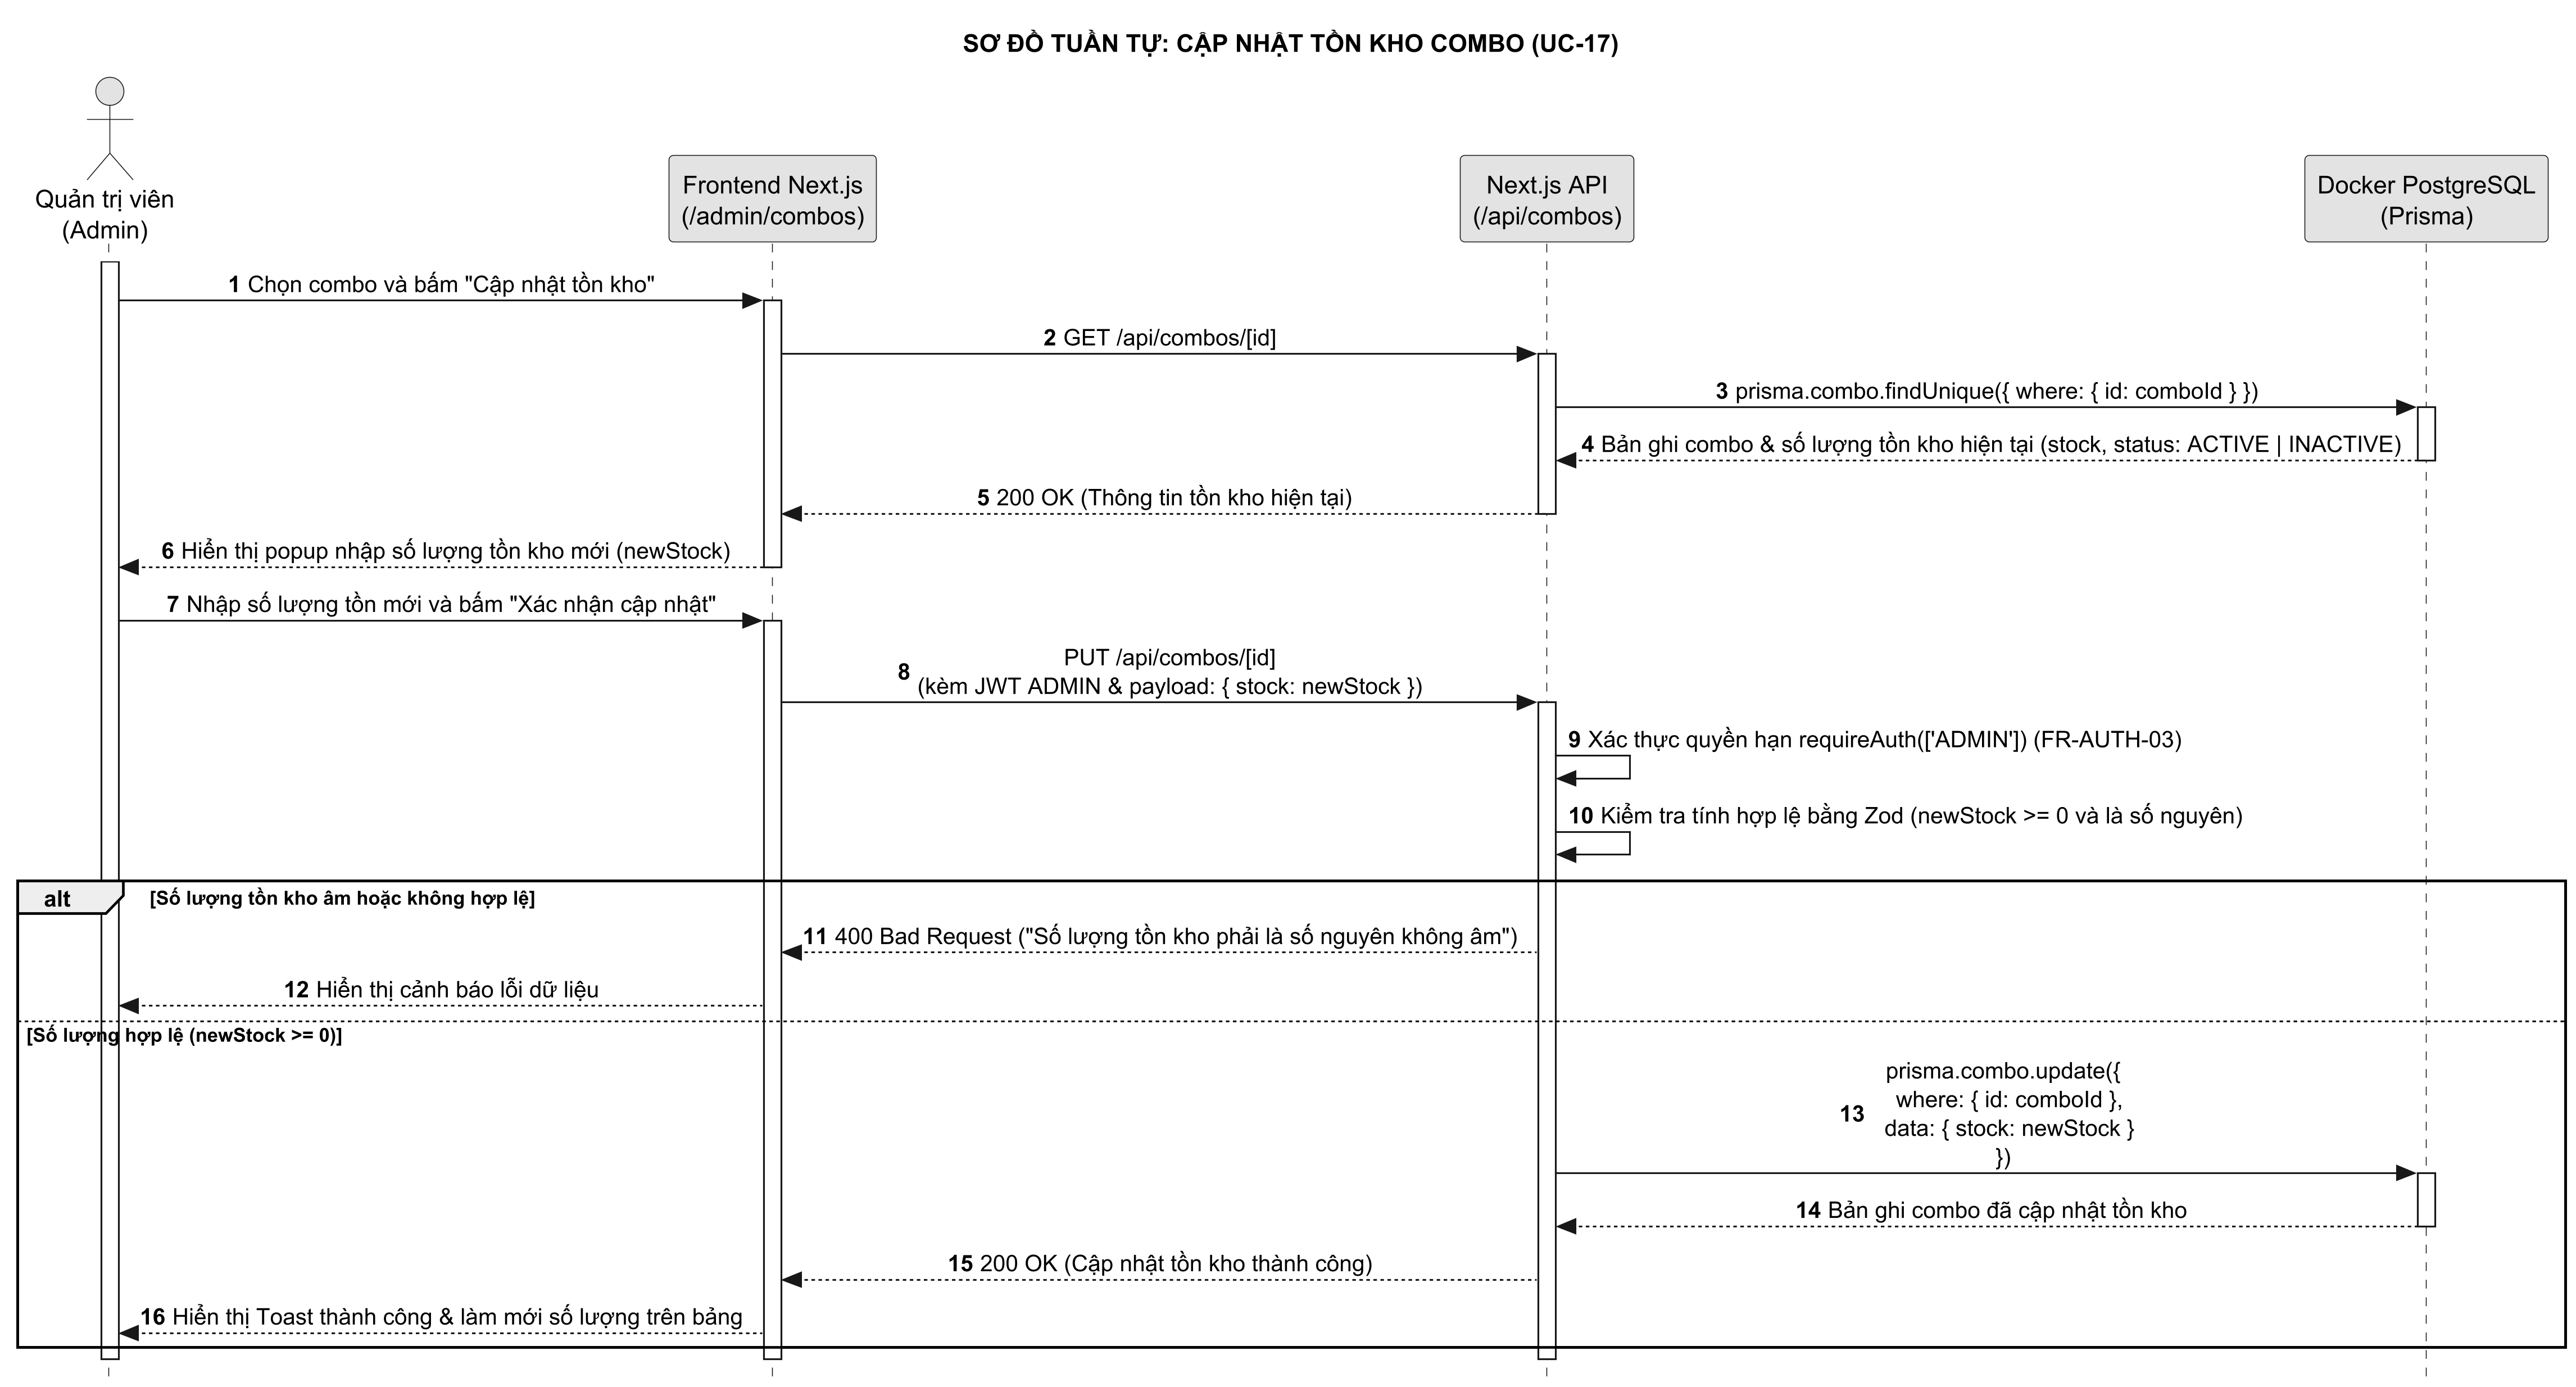 SƠ ĐỒ TUẦN TỰ: CẬP NHẬT TỒN KHO COMBO (UC-17)
Quản trị viên
(Admin)
Frontend Next.js
(/admin/combos)
Next.js API
(/api/combos)
Docker PostgreSQL
(Prisma)
1 Chọn combo và bấm "Cập nhật tồn kho"
2 GET /api/combos/[id]
3 prisma.combo.findUnique({ where: { id: comboId } })
4 Bản ghi combo & số lượng tồn kho hiện tại (stock, status: ACTIVE | INACTIVE)
5 200 OK (Thông tin tồn kho hiện tại)
6 Hiển thị popup nhập số lượng tồn kho mới (newStock)
7 Nhập số lượng tồn mới và bấm "Xác nhận cập nhật"
8 PUT /api/combos/[id]
(kèm JWT ADMIN & payload: { stock: newStock })
9 Xác thực quyền hạn requireAuth(['ADMIN']) (FR-AUTH-03)
10 Kiểm tra tính hợp lệ bằng Zod (newStock >= 0 và là số nguyên)
alt [Số lượng tồn kho âm hoặc không hợp lệ]
11 400 Bad Request ("Số lượng tồn kho phải là số nguyên không âm")
12 Hiển thị cảnh báo lỗi dữ liệu
[Số lượng hợp lệ (newStock >= 0)]
13 prisma.combo.update({
where: { id: comboId },
data: { stock: newStock }
})
14 Bản ghi combo đã cập nhật tồn kho
15 200 OK (Cập nhật tồn kho thành công)
16 Hiển thị Toast thành công & làm mới số lượng trên bảng